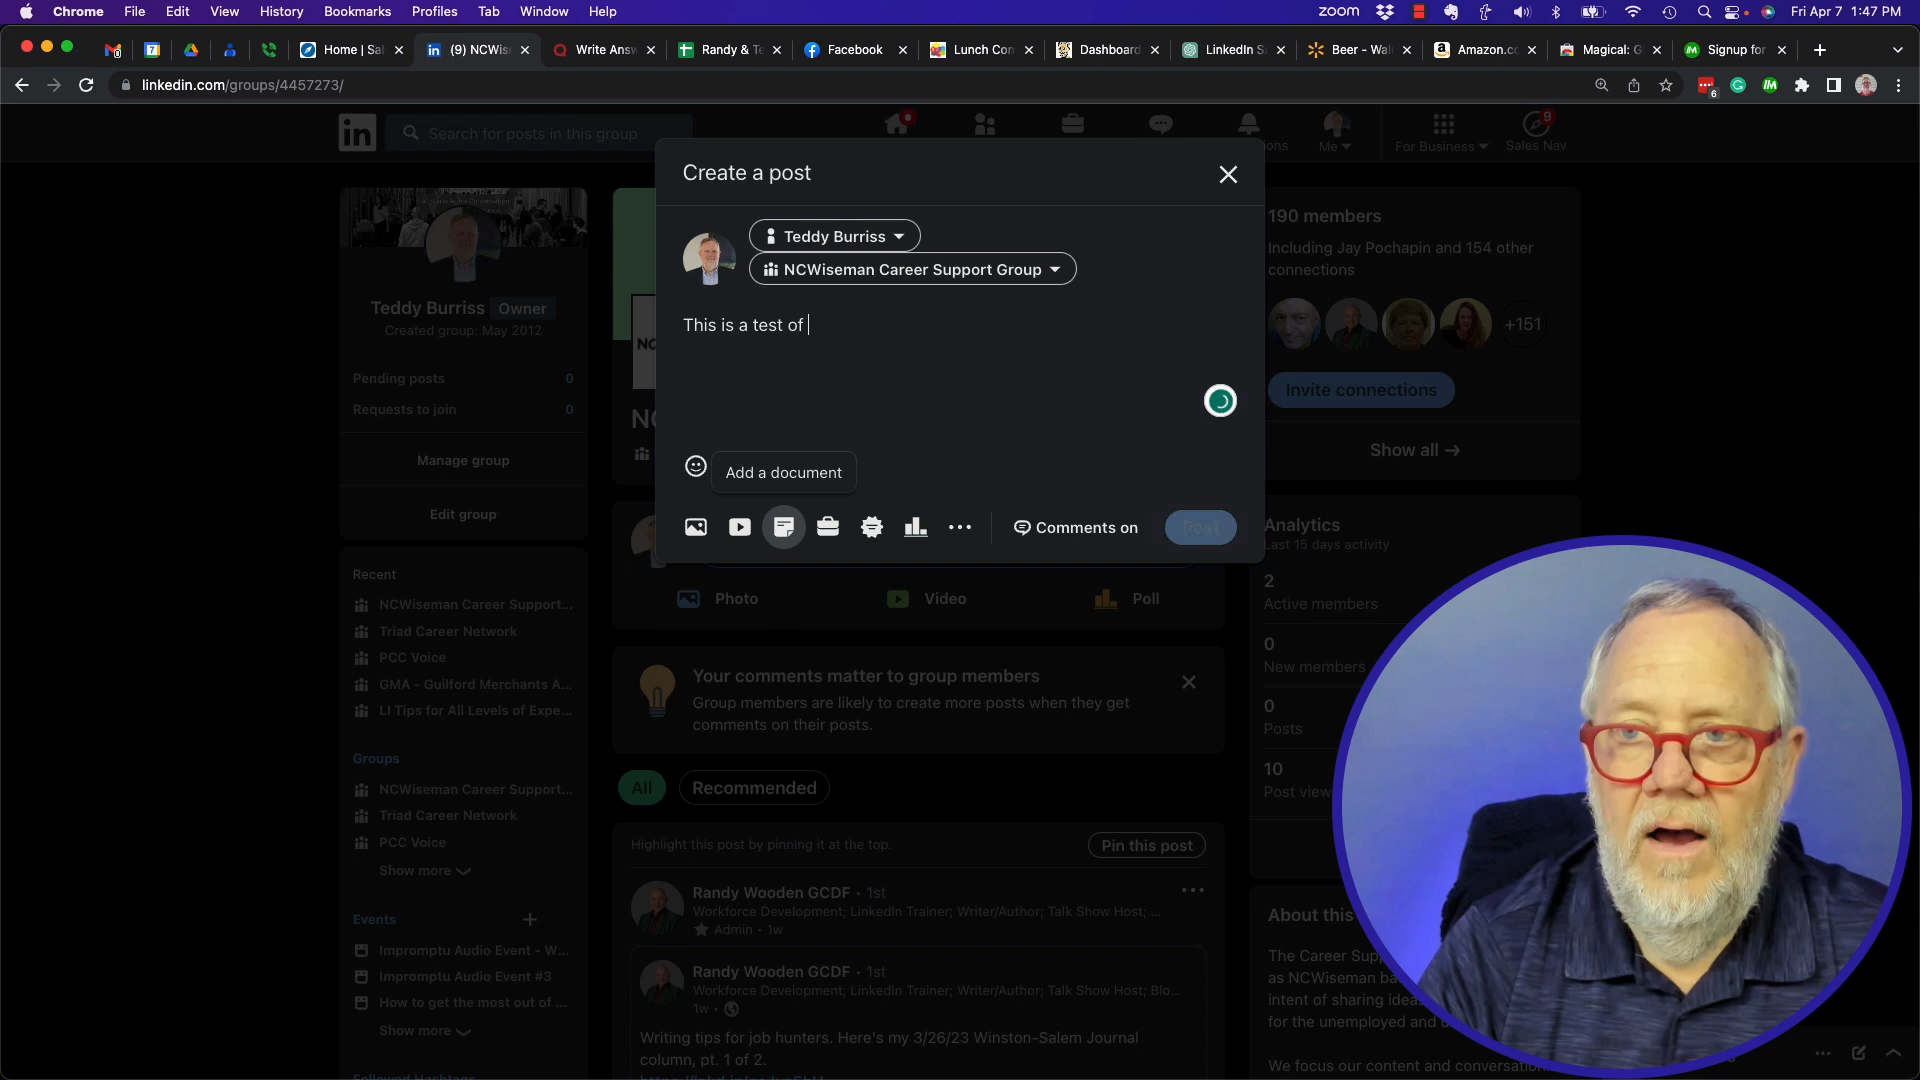 Chrome File Edit View History Bookmarks Profiles Tab Window Help
zoom Fri Apr 7 1:47 PM
Home | Sal (9) NCWis Write Answ Randy & Te Facebook Lunch Con Dashboard LinkedIn Sa Beer - Wal Amazon.co Magical: G Signup for
linkedin.com/groups/4457273/
6
in Search for posts in this group
Me For Business Sales Nav
9
Create a post
Teddy Burriss
NCWiseman Career Support Group
This is a test of
Add a document
Comments on
Post
Teddy Burriss Owner
Created group: May 2012
Pending posts 0
Requests to join 0
Manage group
Edit group
Recent
NCWiseman Career Support...
Triad Career Network
PCC Voice
GMA - Guilford Merchants A...
LI Tips for All Levels of Expe...
Groups
NCWiseman Career Support...
Triad Career Network
PCC Voice
Show more
Events
Impromptu Audio Event - W...
Impromptu Audio Event #3
How to get the most out of ...
Show more
Followed Hashtags
Photo Video Poll
Your comments matter to group members
Group members are likely to create more posts when they get
comments on their posts.
All Recommended
Highlight this post by pinning it at the top. Pin this post
Randy Wooden GCDF • 1st
Workforce Development; LinkedIn Trainer; Writer/Author; Talk Show Host; ...
Admin • 1w
Randy Wooden GCDF • 1st
Workforce Development; LinkedIn Trainer; Writer/Author; Talk Show Host; Blo...
1w •
Writing tips for job hunters. Here's my 3/26/23 Winston-Salem Journal
column, pt. 1 of 2.
190 members
Including Jay Pochapin and 154 other
connections
+151
Invite connections
Show all →
Analytics
Last 15 days activity
2
Active members
0
New members
0
Posts
10
Post view
About this
The Career Sup
as NCWiseman ba
intent of sharing ideas
for the unemployed and
We focus our content and conversation